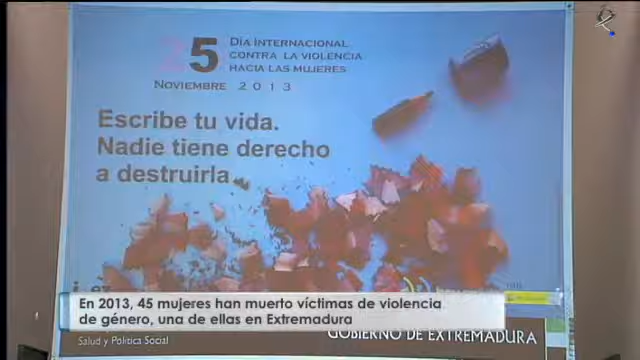 25
DÍA INTERNACIONAL
CONTRA LA VIOLENCIA
HACIA LAS MUJERES
NOVIEMBRE 2013
Escribe tu vida.
Nadie tiene derecho
a destruirla.
En 2013, 45 mujeres han muerto víctimas de violencia
de género, una de ellas en Extremadura
Salud y Política Social
GOBIERNO DE EXTREMADURA